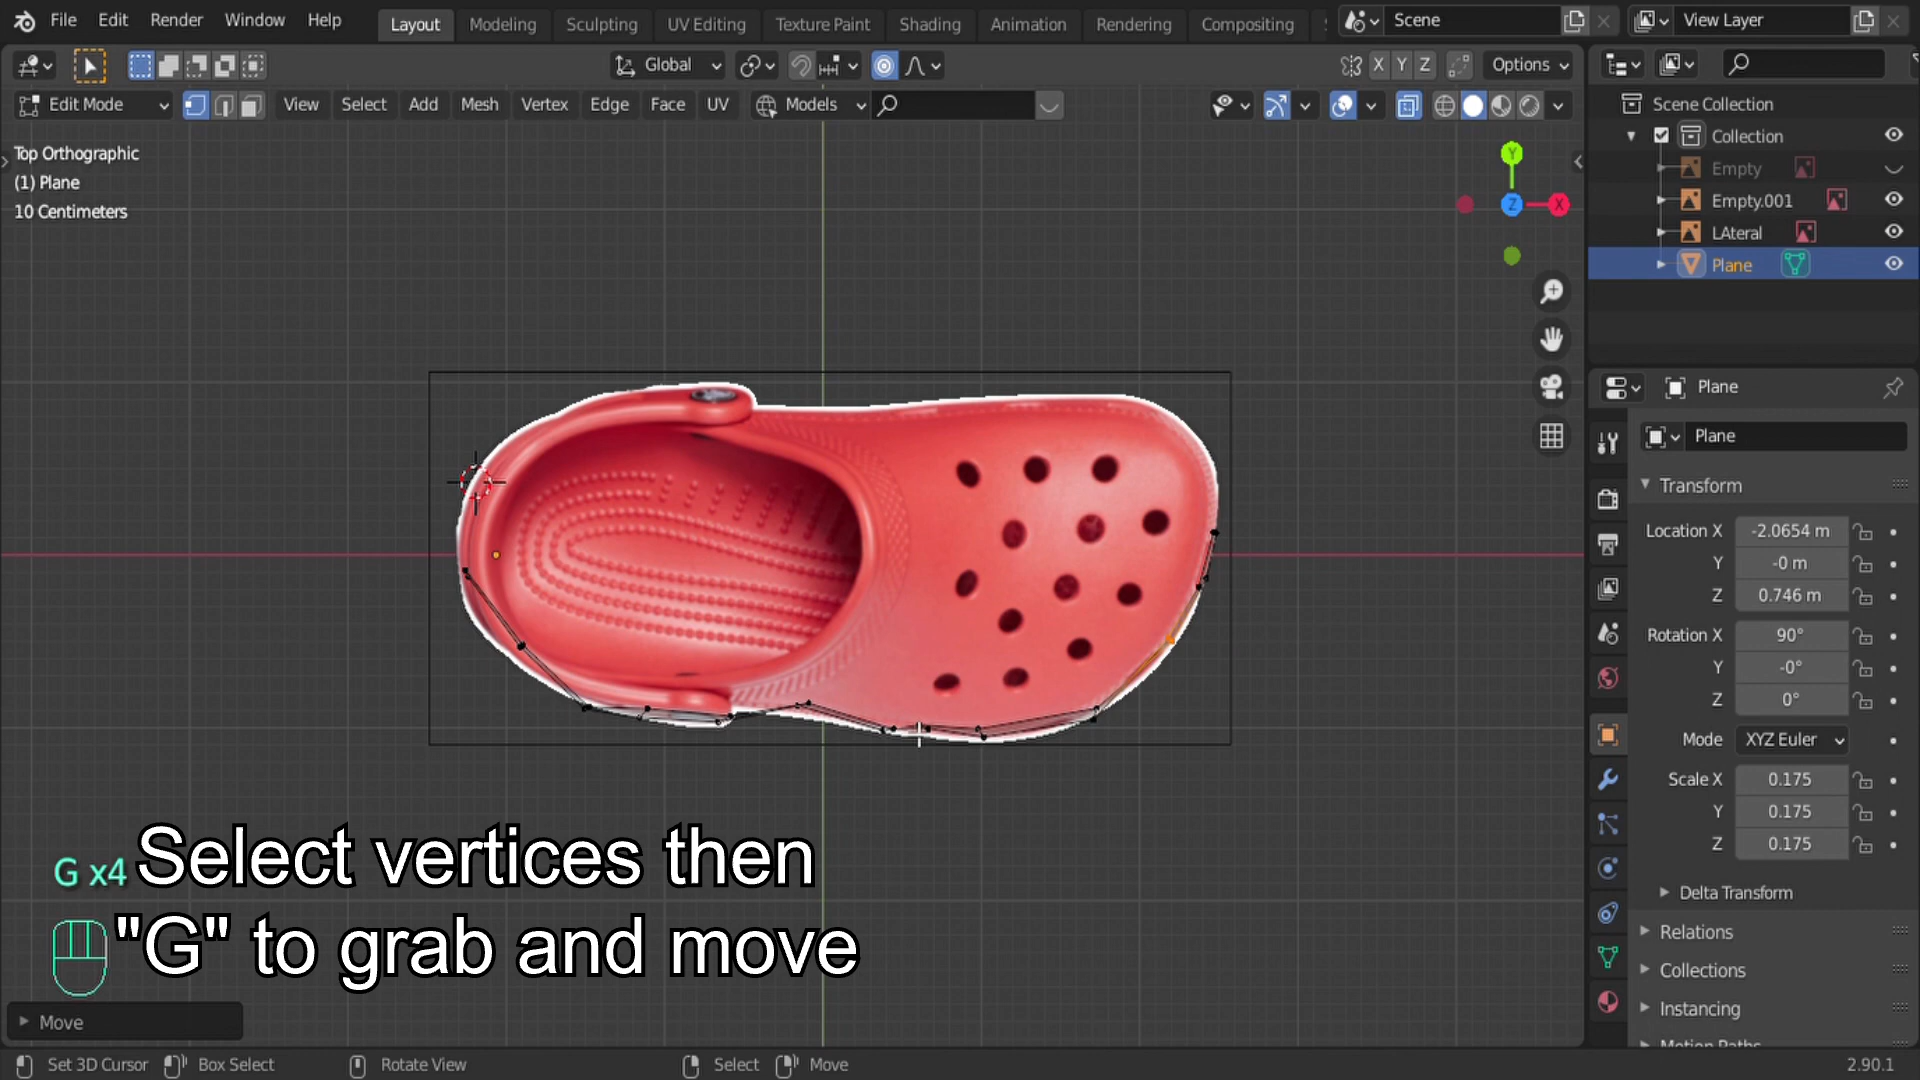 File Edit Render Window Help Layout Modeling Sculpting UV Editing Texture Paint Shading Animation Rendering Compositing Scene View Layer
Global X Y Z Options
Edit Mode View Select Add Mesh Vertex Edge Face UV Models
Top Orthographic
(1) Plane
10 Centimeters
Y
Z X
Scene Collection
Collection
Empty
Empty.001
LAteral
Plane
Plane
Plane
Transform
Location X -2.0654 m
Y -0 m
Z 0.746 m
Rotation X 90°
Y -0°
Z 0°
Mode XYZ Euler
Scale X 0.175
Y 0.175
Z 0.175
Delta Transform
Relations
Collections
Instancing
Motion Paths
G x4 Select vertices then
"G" to grab and move
Move
Set 3D Cursor Box Select Rotate View Select Move 2.90.1